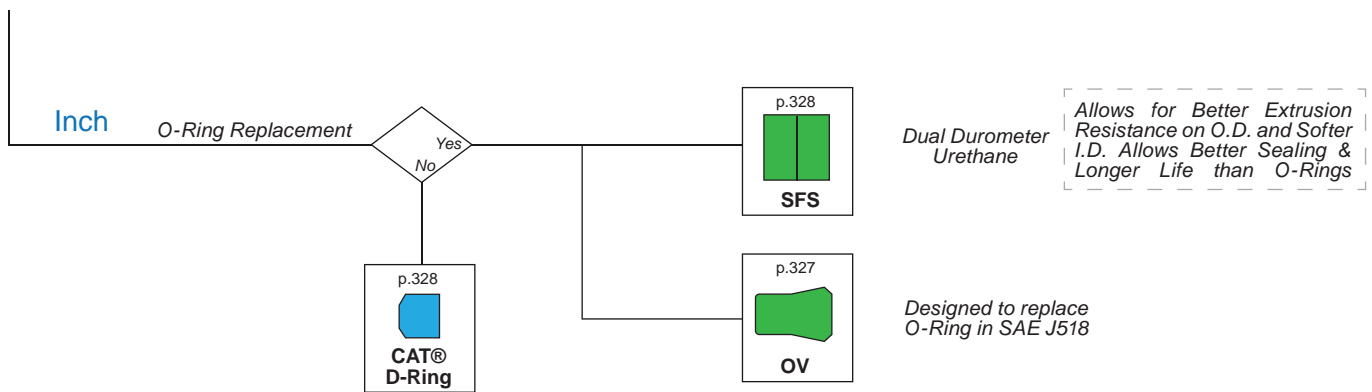 Inch
O-Ring Replacement
Yes
No
p.328
SFS
Dual Durometer
Urethane
Allows for Better Extrusion
Resistance on O.D. and Softer
I.D. Allows Better Sealing &
Longer Life than O-Rings
p.328
CAT®
D-Ring
p.327
OV
Designed to replace
O-Ring in SAE J518